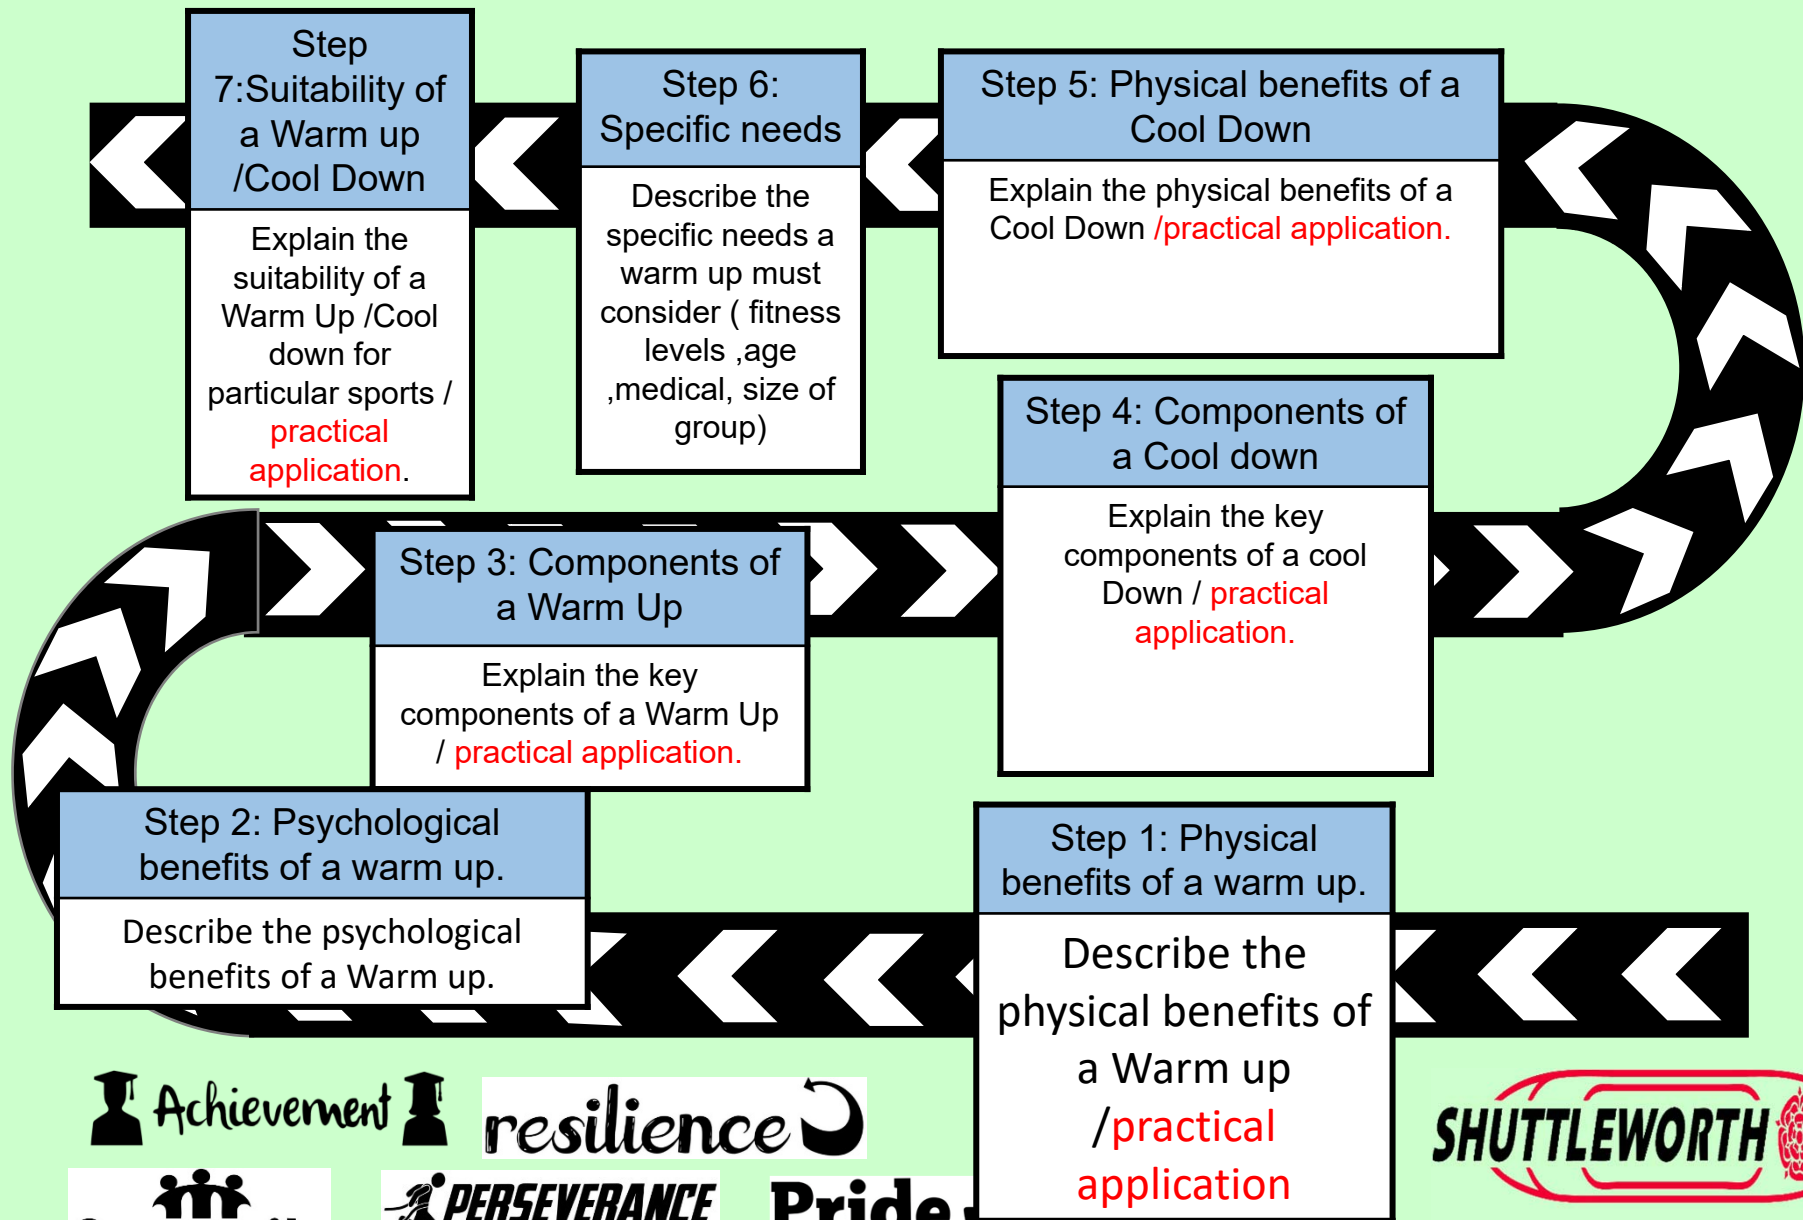 Step
7:Suitability of
a Warm up
/Cool Down
Explain the
suitability of a
Warm Up /Cool
down for
particular sports /
practical
application.
Step 6:
Specific needs
Describe the
specific needs a
warm up must
consider ( fitness
levels ,age
,medical, size of
group)
Step 5: Physical benefits of a
Cool Down
Explain the physical benefits of a
Cool Down /practical application.
Step 4: Components of
a Cool down
Explain the key
components of a cool
Down / practical
application.
Step 3: Components of
a Warm Up
Explain the key
components of a Warm Up
/ practical application.
Step 2: Psychological
benefits of a warm up.
Describe the psychological
benefits of a Warm up.
Step 1: Physical
benefits of a warm up.
Describe the
physical benefits of
a Warm up
/practical
application
Achievement
resilience
PERSEVERANCE
Pride
SHUTTLEWORTH